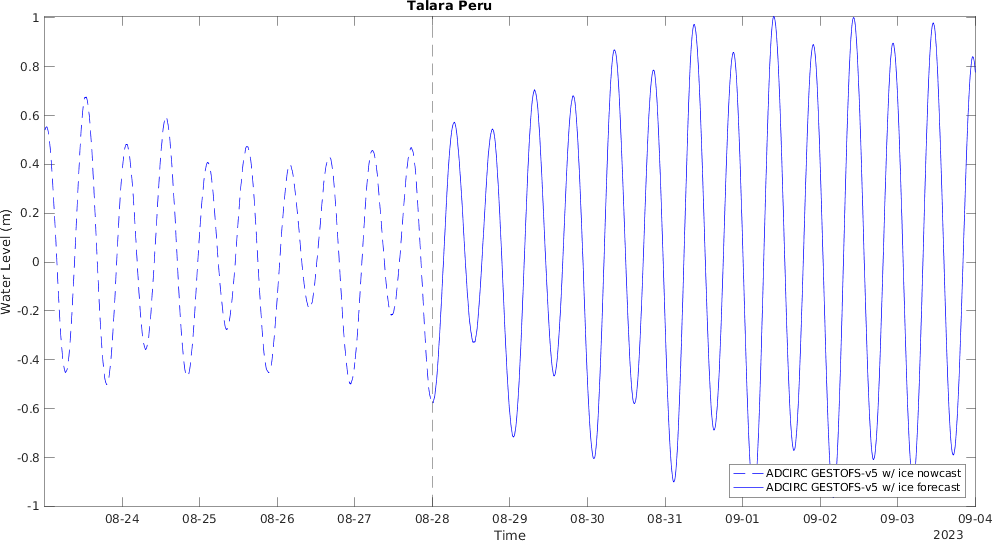 Talara Peru
Water Level (m)
1
0.8
0.6
0.4
0.2
0
-0.2
-0.4
-0.6
-0.8
-1
ADCIRC GESTOFS-v5 w/ ice nowcast
ADCIRC GESTOFS-v5 w/ ice forecast
08-24 08-25 08-26 08-27 08-28 08-29 08-30 08-31 09-01 09-02 09-03 09-04
Time
2023